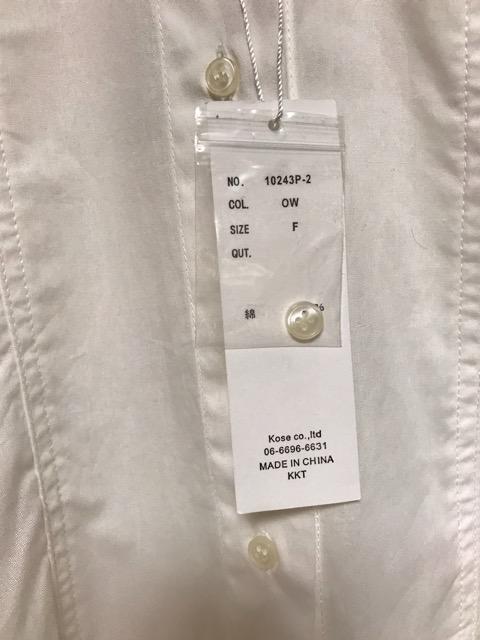 NO. 10243P-2
COL. OW
SIZE F
QUT.
綿 %
Kose co.,ltd
06-6696-6631
MADE IN CHINA
KKT